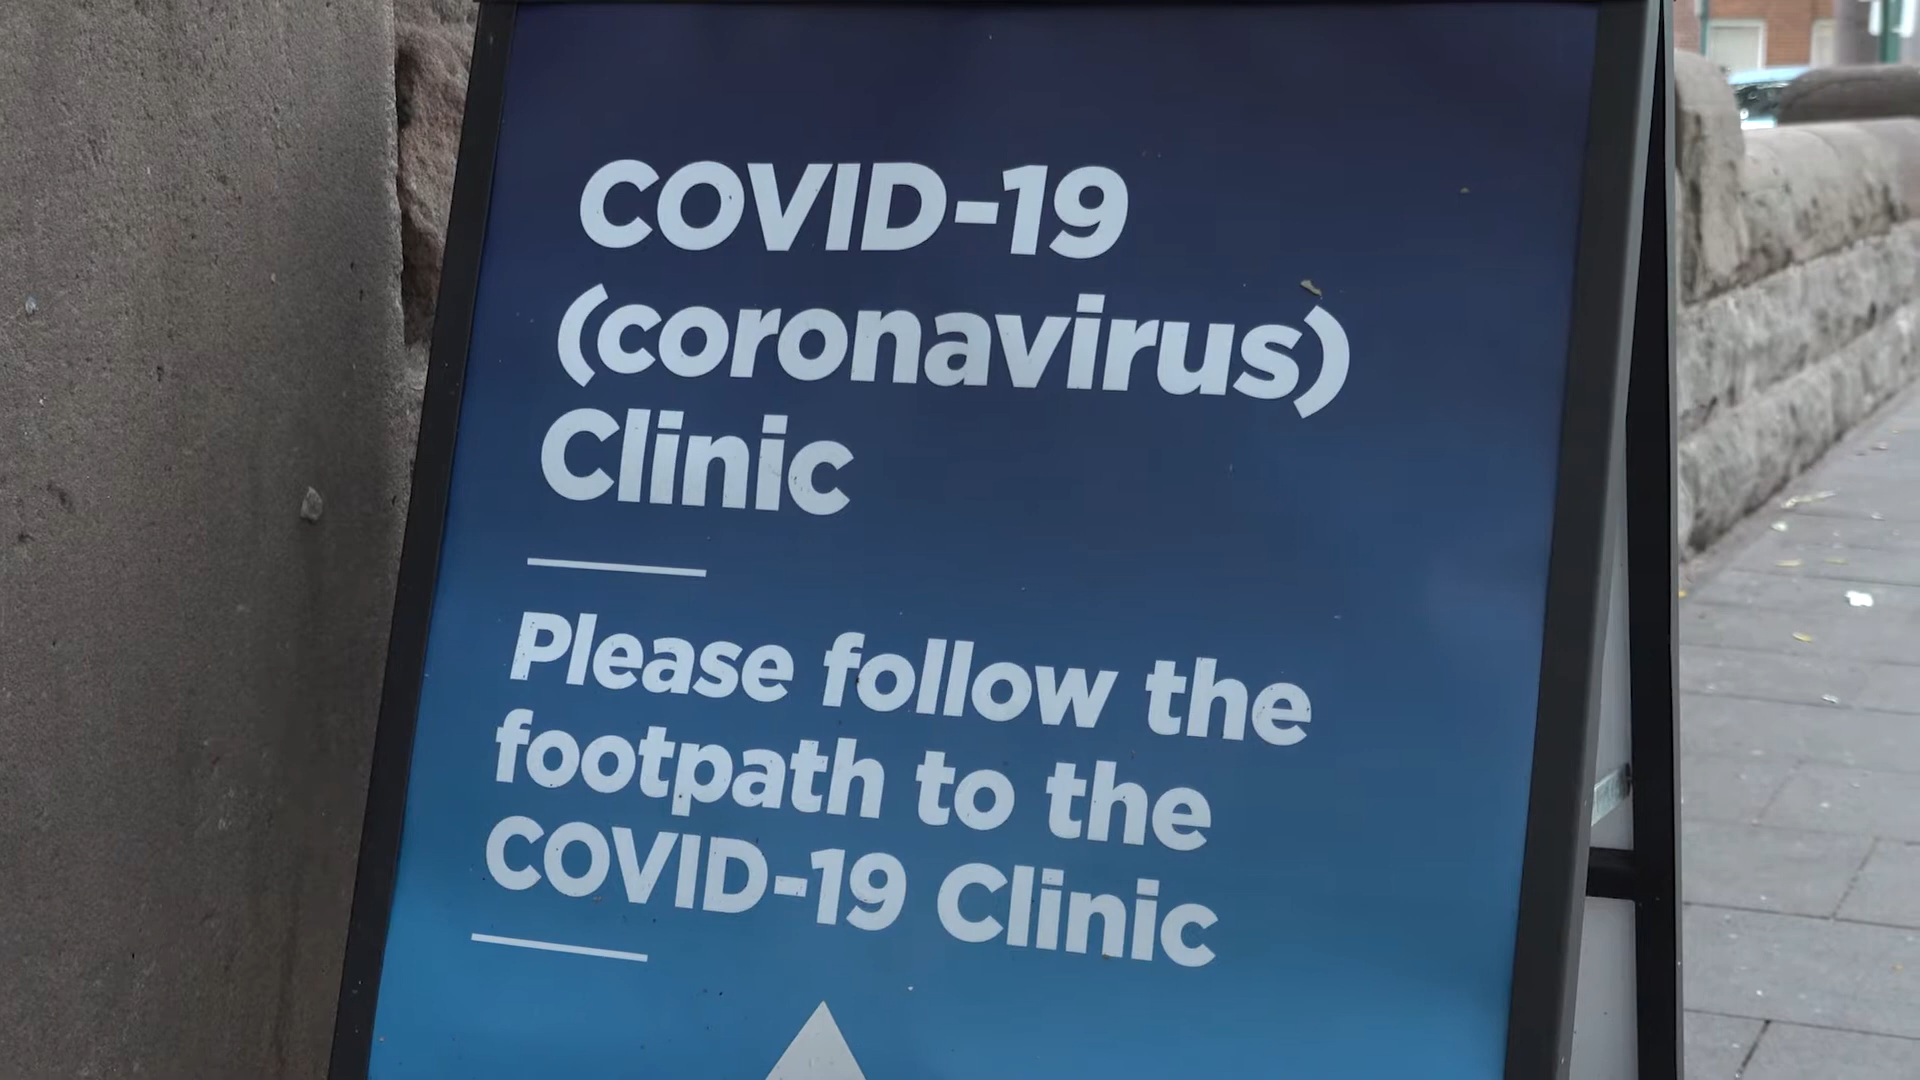 COVID-19
(coronavirus)
Clinic
Please follow the
footpath to the
COVID-19 Clinic